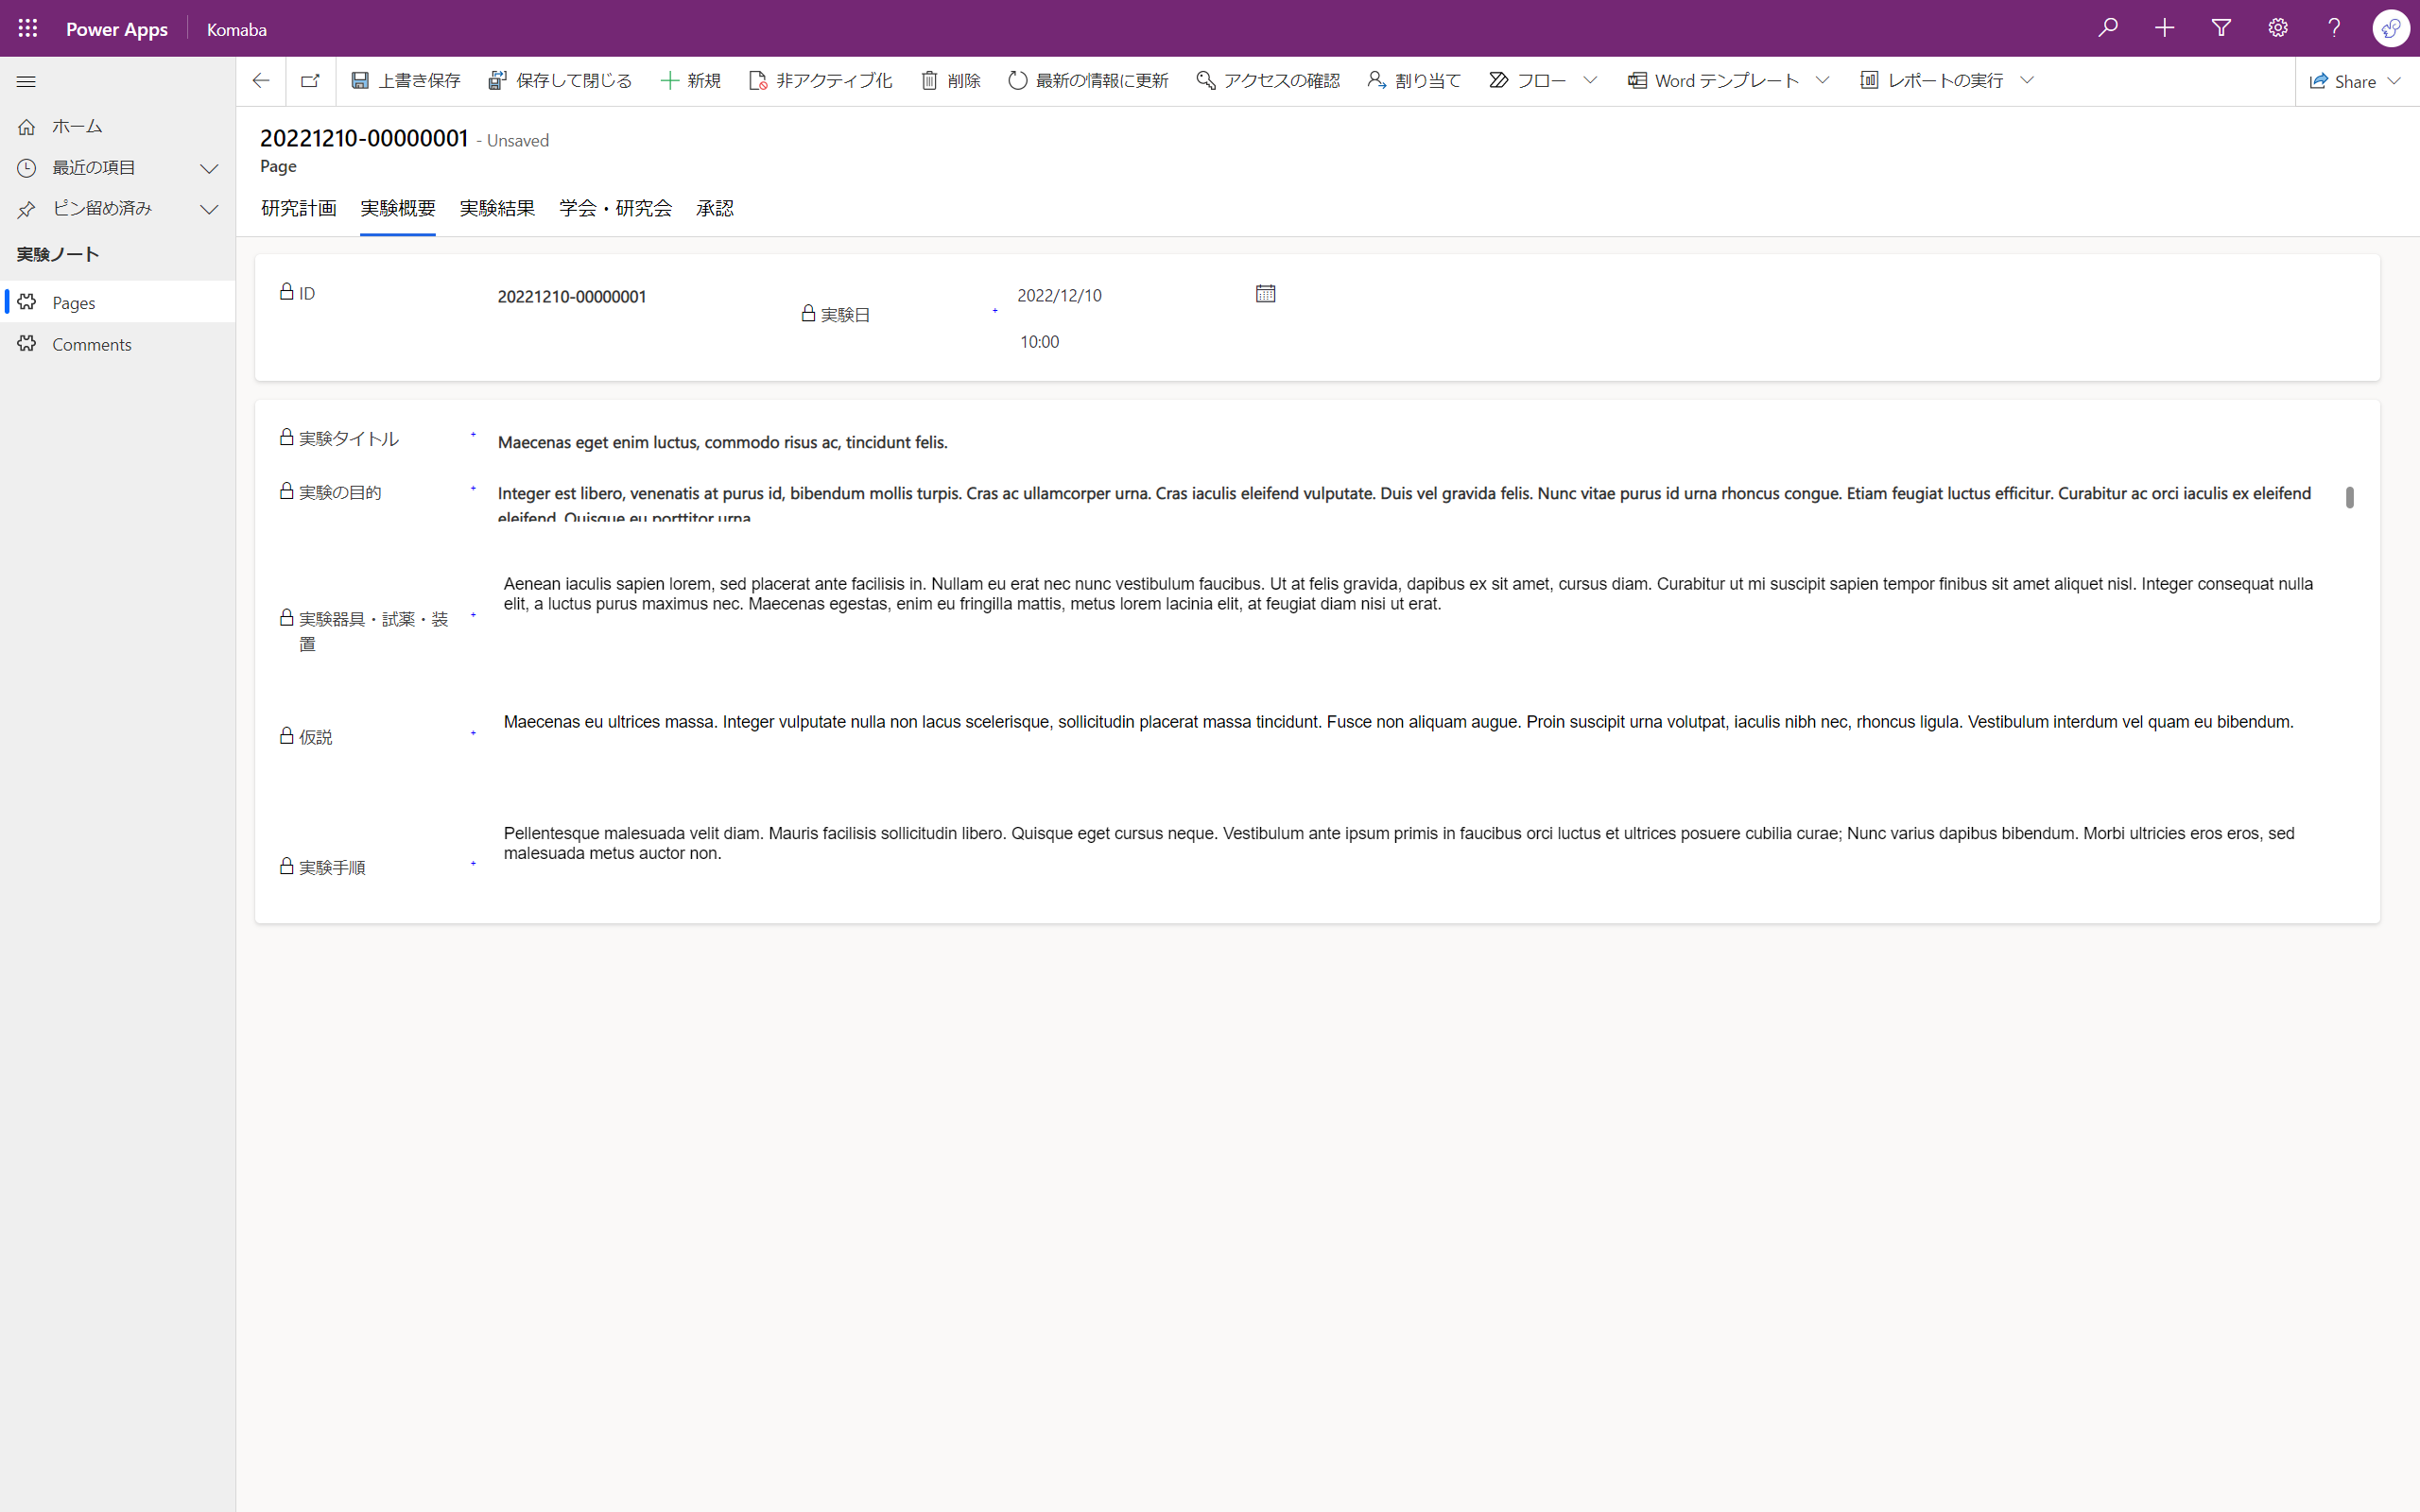 Power Apps
Komaba
上書き保存
保存して閉じる
新規
非アクティブ化
削除
最新の情報に更新
アクセスの確認
割り当て
フロー
Word テンプレート
レポートの実行
Share
ホーム
最近の項目
ピン留め済み
実験ノート
Pages
Comments
20221210-00000001 - Unsaved
Page
研究計画
実験概要
実験結果
学会・研究会
承認
ID
20221210-00000001
実験日
2022/12/10
10:00
実験タイトル
Maecenas eget enim luctus, commodo risus ac, tincidunt felis.
実験の目的
Integer est libero, venenatis at purus id, bibendum mollis turpis. Cras ac ullamcorper urna. Cras iaculis eleifend vulputate. Duis vel gravida felis. Nunc vitae purus id urna rhoncus congue. Etiam feugiat luctus efficitur. Curabitur ac orci iaculis ex eleifend
eleifend. Quisque eu porttitor urna.
実験器具・試薬・装
置
Aenean iaculis sapien lorem, sed placerat ante facilisis in. Nullam eu erat nec nunc vestibulum faucibus. Ut at felis gravida, dapibus ex sit amet, cursus diam. Curabitur ut mi suscipit sapien tempor finibus sit amet aliquet nisl. Integer consequat nulla
elit, a luctus purus maximus nec. Maecenas egestas, enim eu fringilla mattis, metus lorem lacinia elit, at feugiat diam nisi ut erat.
仮説
Maecenas eu ultrices massa. Integer vulputate nulla non lacus scelerisque, sollicitudin placerat massa tincidunt. Fusce non aliquam augue. Proin suscipit urna volutpat, iaculis nibh nec, rhoncus ligula. Vestibulum interdum vel quam eu bibendum.
実験手順
Pellentesque malesuada velit diam. Mauris facilisis sollicitudin libero. Quisque eget cursus neque. Vestibulum ante ipsum primis in faucibus orci luctus et ultrices posuere cubilia curae; Nunc varius dapibus bibendum. Morbi ultricies eros eros, sed
malesuada metus auctor non.